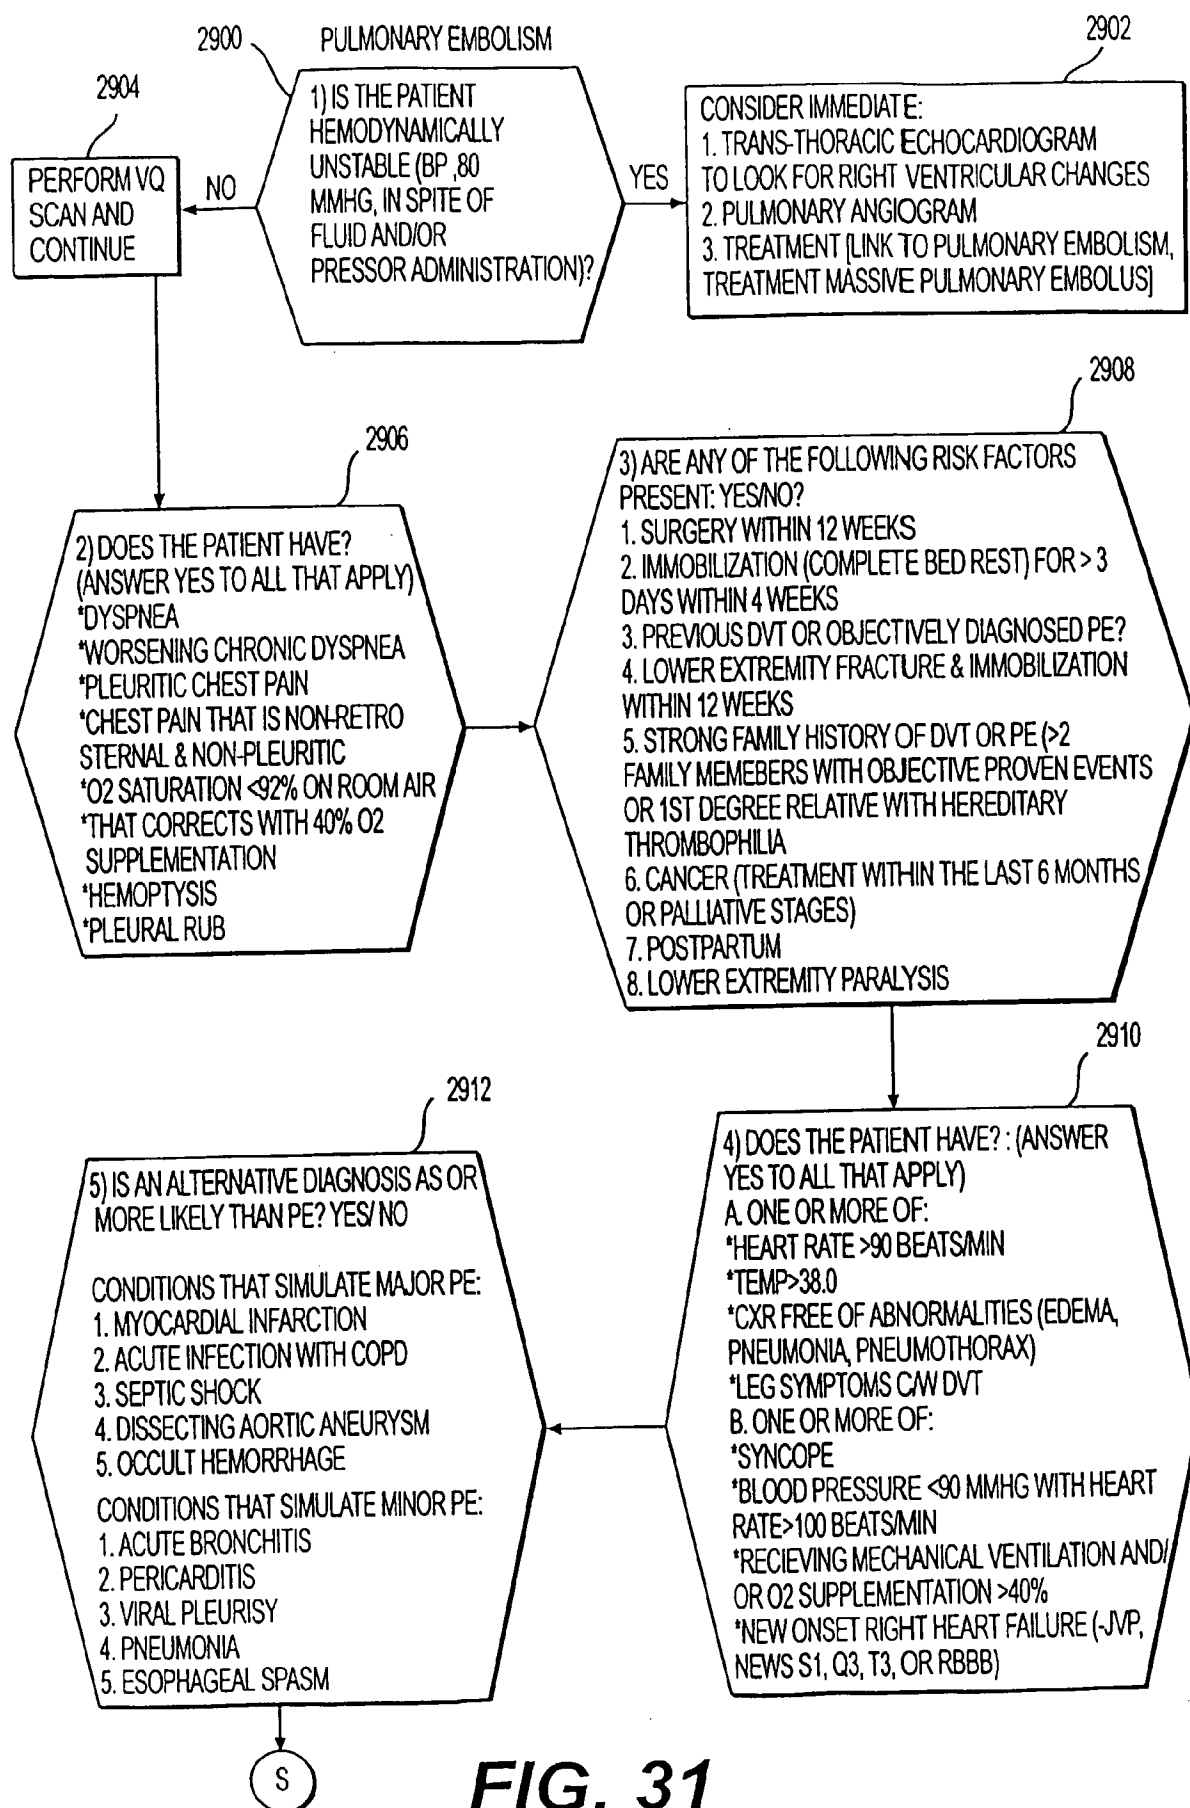 PULMONARY EMBOLISM
2900
1) IS THE PATIENT
HEMODYNAMICALLY
UNSTABLE (BP ,80
MMHG, IN SPITE OF
FLUID AND/OR
PRESSOR ADMINISTRATION)?
YES
2902
CONSIDER IMMEDIATE:
1. TRANS-THORACIC ECHOCARDIOGRAM
TO LOOK FOR RIGHT VENTRICULAR CHANGES
2. PULMONARY ANGIOGRAM
3. TREATMENT [LINK TO PULMONARY EMBOLISM,
TREATMENT MASSIVE PULMONARY EMBOLUS]
NO
2904
PERFORM VQ
SCAN AND
CONTINUE
2906
2) DOES THE PATIENT HAVE?
(ANSWER YES TO ALL THAT APPLY)
*DYSPNEA
*WORSENING CHRONIC DYSPNEA
*PLEURITIC CHEST PAIN
*CHEST PAIN THAT IS NON-RETRO
STERNAL & NON-PLEURITIC
*O2 SATURATION <92% ON ROOM AIR
*THAT CORRECTS WITH 40% O2
SUPPLEMENTATION
*HEMOPTYSIS
*PLEURAL RUB
2908
3) ARE ANY OF THE FOLLOWING RISK FACTORS
PRESENT: YES/NO?
1. SURGERY WITHIN 12 WEEKS
2. IMMOBILIZATION (COMPLETE BED REST) FOR > 3
DAYS WITHIN 4 WEEKS
3. PREVIOUS DVT OR OBJECTIVELY DIAGNOSED PE?
4. LOWER EXTREMITY FRACTURE & IMMOBILIZATION
WITHIN 12 WEEKS
5. STRONG FAMILY HISTORY OF DVT OR PE (>2
FAMILY MEMEBERS WITH OBJECTIVE PROVEN EVENTS
OR 1ST DEGREE RELATIVE WITH HEREDITARY
THROMBOPHILIA
6. CANCER (TREATMENT WITHIN THE LAST 6 MONTHS
OR PALLIATIVE STAGES)
7. POSTPARTUM
8. LOWER EXTREMITY PARALYSIS
2910
4) DOES THE PATIENT HAVE? : (ANSWER
YES TO ALL THAT APPLY)
A. ONE OR MORE OF:
*HEART RATE >90 BEATS/MIN
*TEMP>38.0
*CXR FREE OF ABNORMALITIES (EDEMA,
PNEUMONIA, PNEUMOTHORAX)
*LEG SYMPTOMS C/W DVT
B. ONE OR MORE OF:
*SYNCOPE
*BLOOD PRESSURE <90 MMHG WITH HEART
RATE>100 BEATS/MIN
*RECIEVING MECHANICAL VENTILATION AND/
OR O2 SUPPLEMENTATION >40%
*NEW ONSET RIGHT HEART FAILURE (-JVP,
NEWS S1, Q3, T3, OR RBBB)
2912
5) IS AN ALTERNATIVE DIAGNOSIS AS OR
MORE LIKELY THAN PE? YES/ NO
CONDITIONS THAT SIMULATE MAJOR PE:
1. MYOCARDIAL INFARCTION
2. ACUTE INFECTION WITH COPD
3. SEPTIC SHOCK
4. DISSECTING AORTIC ANEURYSM
5. OCCULT HEMORRHAGE
CONDITIONS THAT SIMULATE MINOR PE:
1. ACUTE BRONCHITIS
2. PERICARDITIS
3. VIRAL PLEURISY
4. PNEUMONIA
5. ESOPHAGEAL SPASM
S
FIG. 31